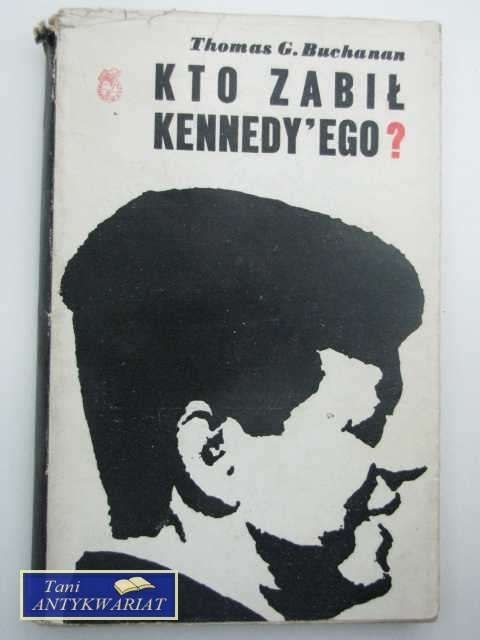 Thomas G. Buchanan
KTO ZABIŁ
KENNEDY'EGO?
Tani
ANTYKWARIAT